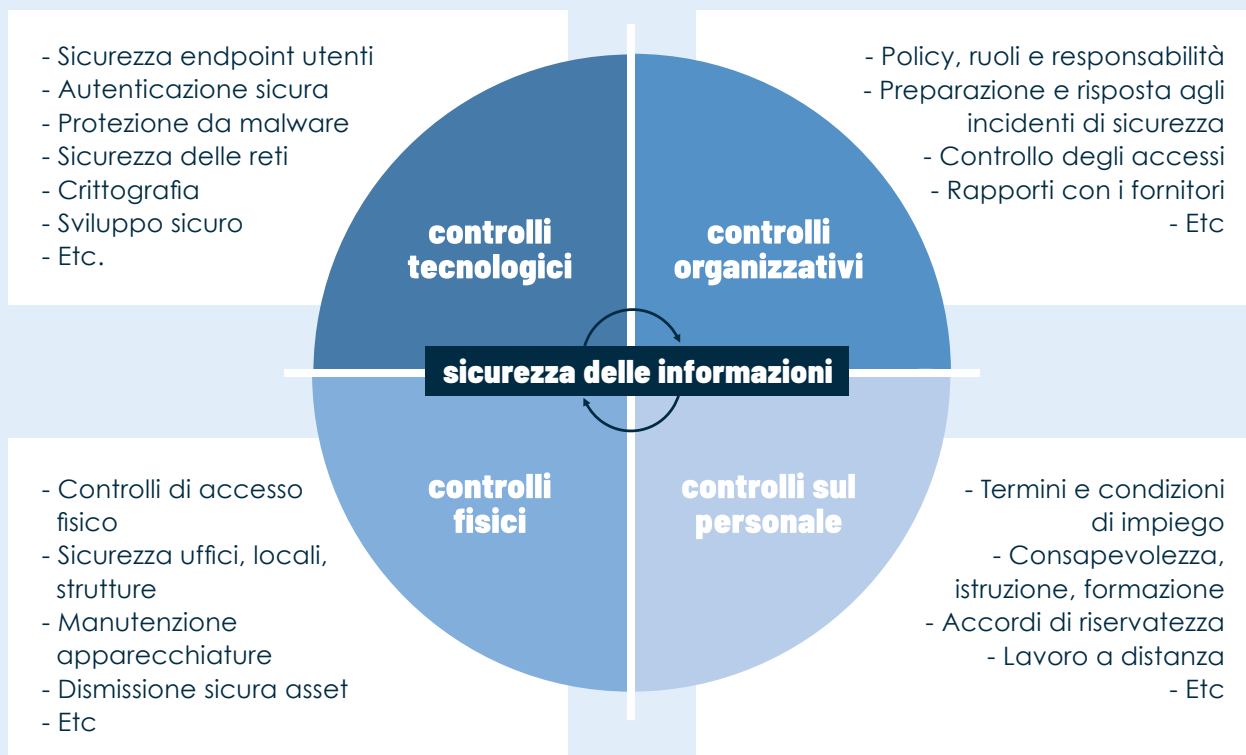 - Sicurezza endpoint utenti
- Autenticazione sicura
- Protezione da malware
- Sicurezza delle reti
- Crittografia
- Sviluppo sicuro
- Etc.
- Policy, ruoli e responsabilità
- Preparazione e risposta agli
incidenti di sicurezza
- Controllo degli accessi
- Rapporti con i fornitori
- Etc
controlli
tecnologici
controlli
organizzativi
sicurezza delle informazioni
controlli
fisici
controlli sul
personale
- Controlli di accesso
fisico
- Sicurezza uffici, locali,
strutture
- Manutenzione
apparecchiature
- Dismissione sicura asset
- Etc
- Termini e condizioni
di impiego
- Consapevolezza,
istruzione, formazione
- Accordi di riservatezza
- Lavoro a distanza
- Etc